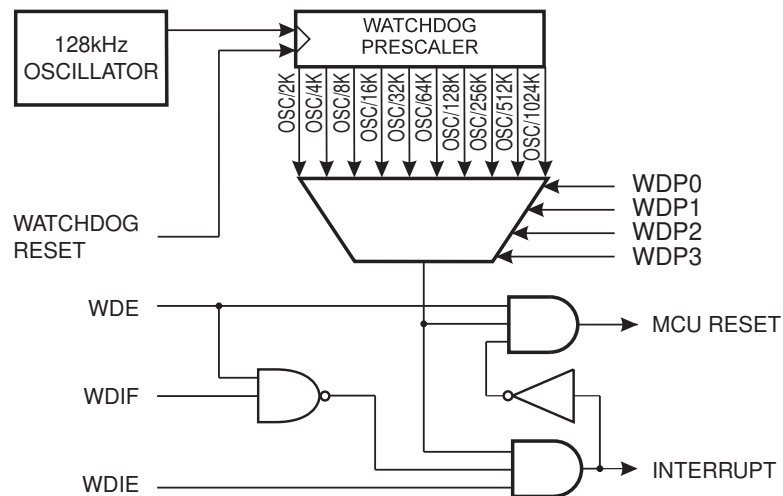 128kHz
OSCILLATOR
WATCHDOG
PRESCALER
OSC/2K
OSC/4K
OSC/8K
OSC/16K
OSC/32K
OSC/64K
OSC/128K
OSC/256K
OSC/512K
OSC/1024K
WATCHDOG
RESET
WDP0
WDP1
WDP2
WDP3
WDE
MCU RESET
WDIF
WDIE
INTERRUPT